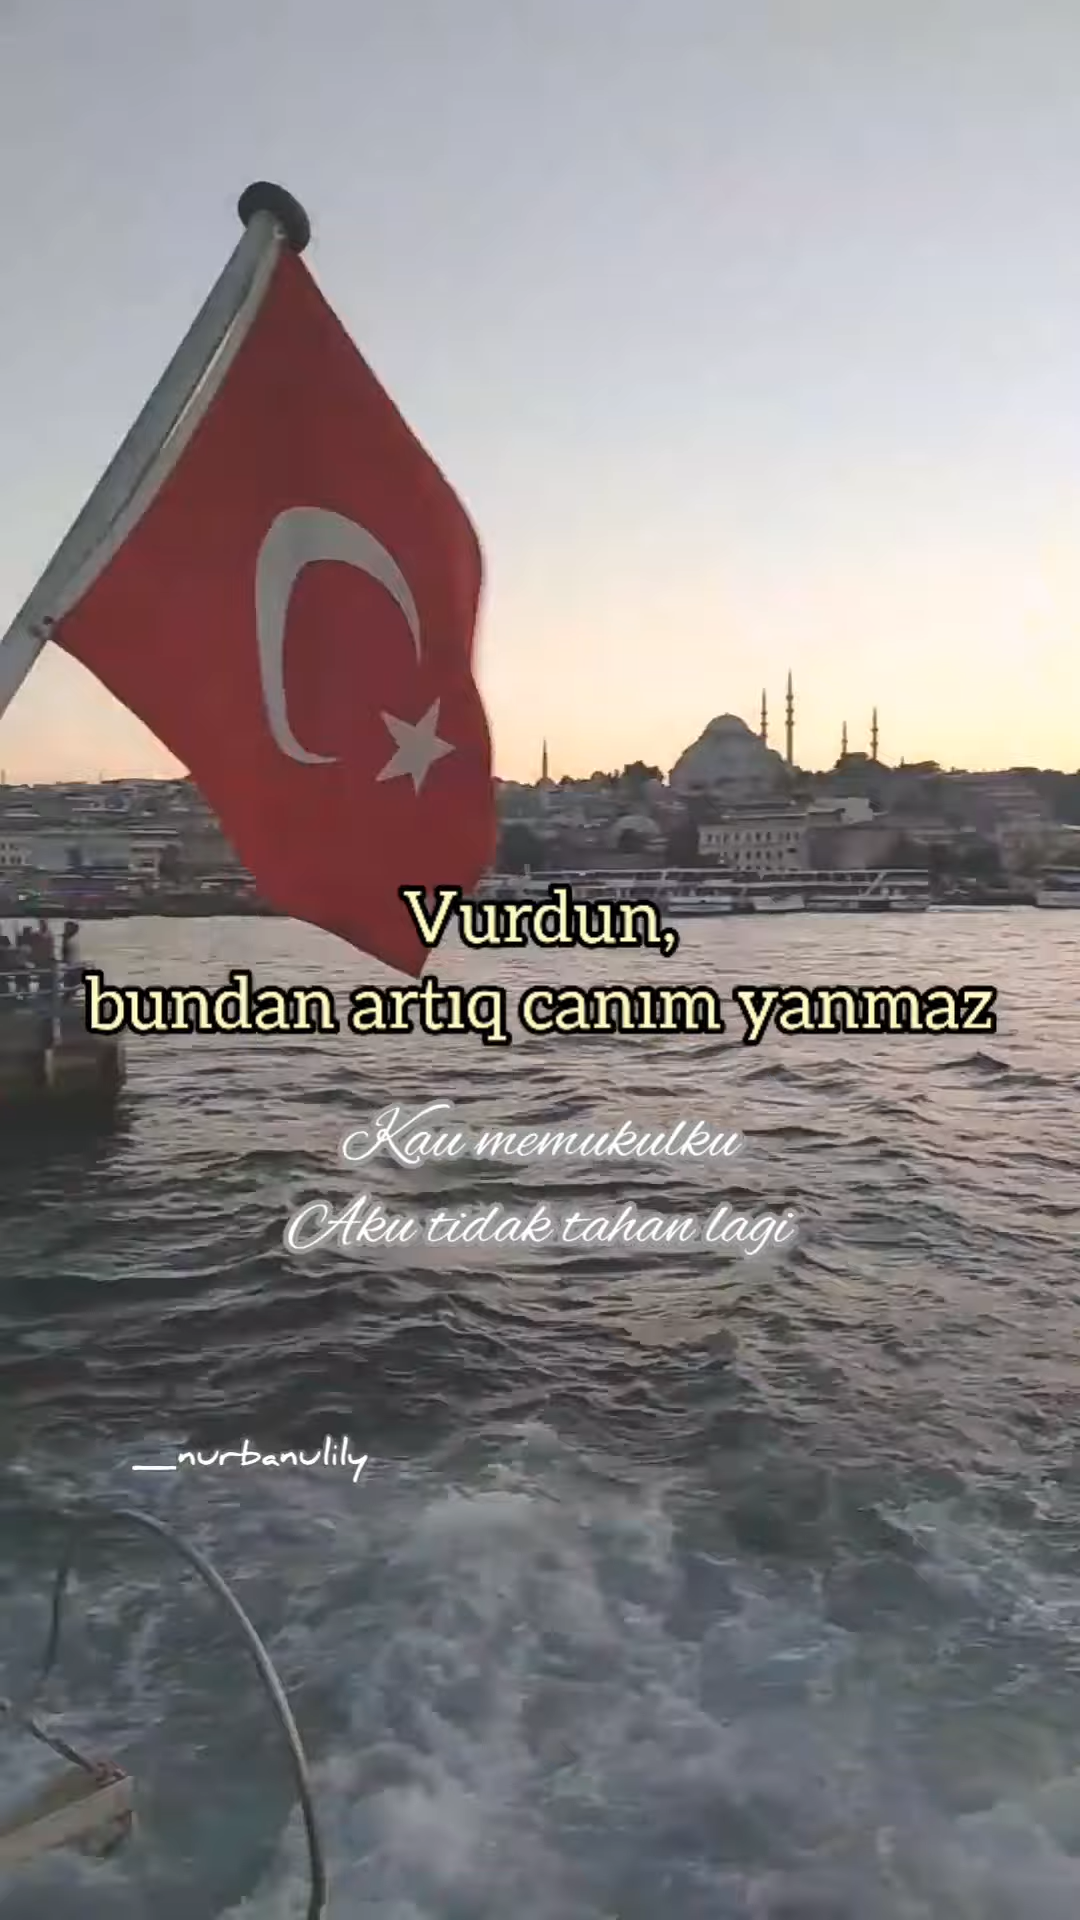 Vurdun,
bundan artıq canım yanmaz
Kau memukulku
Aku tidak tahan lagi
__nurbanulily